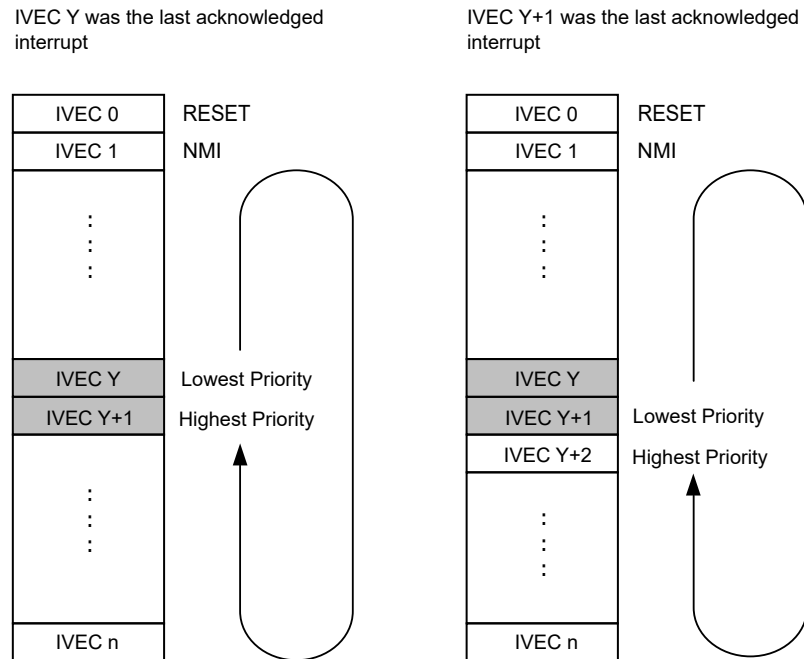 IVEC Y was the last acknowledged
interrupt
IVEC 0 RESET
IVEC 1 NMI
⋮
IVEC Y Lowest Priority
IVEC Y+1 Highest Priority
⋮
IVEC n
IVEC Y+1 was the last acknowledged
interrupt
IVEC 0 RESET
IVEC 1 NMI
⋮
IVEC Y
IVEC Y+1 Lowest Priority
IVEC Y+2 Highest Priority
⋮
IVEC n